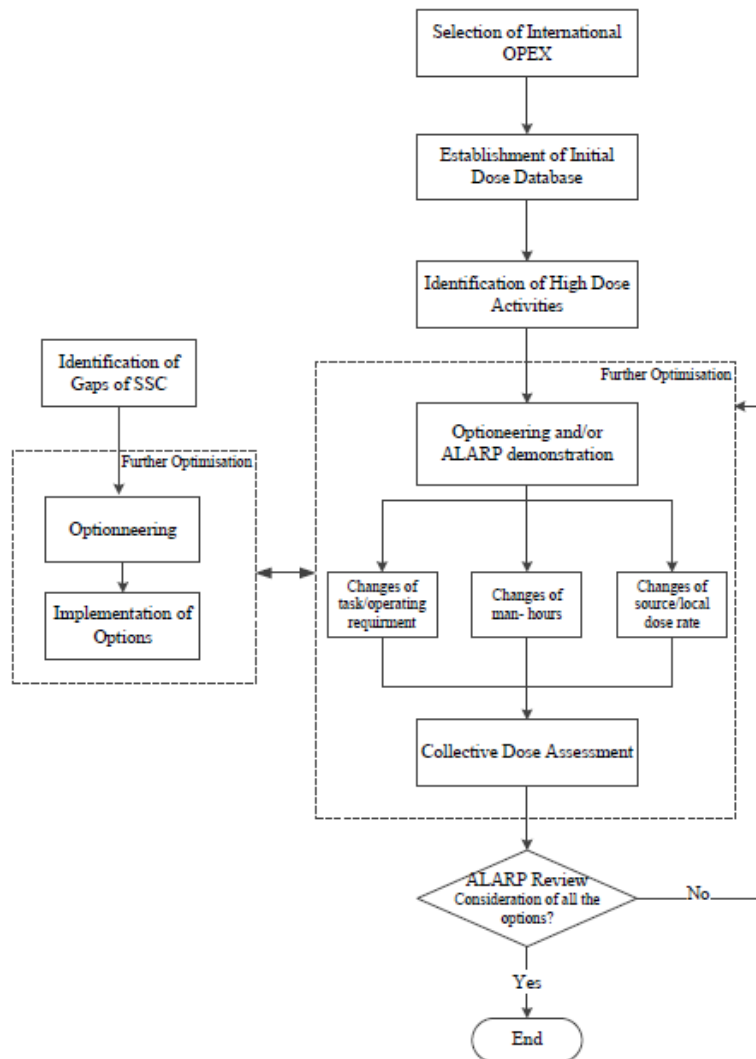 Selection of International
OPEX
Establishment of Initial
Dose Database
Identification of High Dose
Activities
Identification of
Gaps of SSC
Further Optimisation
Optioneering and/or
ALARP demonstration
Further Optimisation
Optionneering
Implementation of
Options
Changes of
task/operating
requirment
Changes of
man- hours
Changes of
source/local
dose rate
Collective Dose Assessment
ALARP Review
Consideration of all the
options?
No
Yes
End